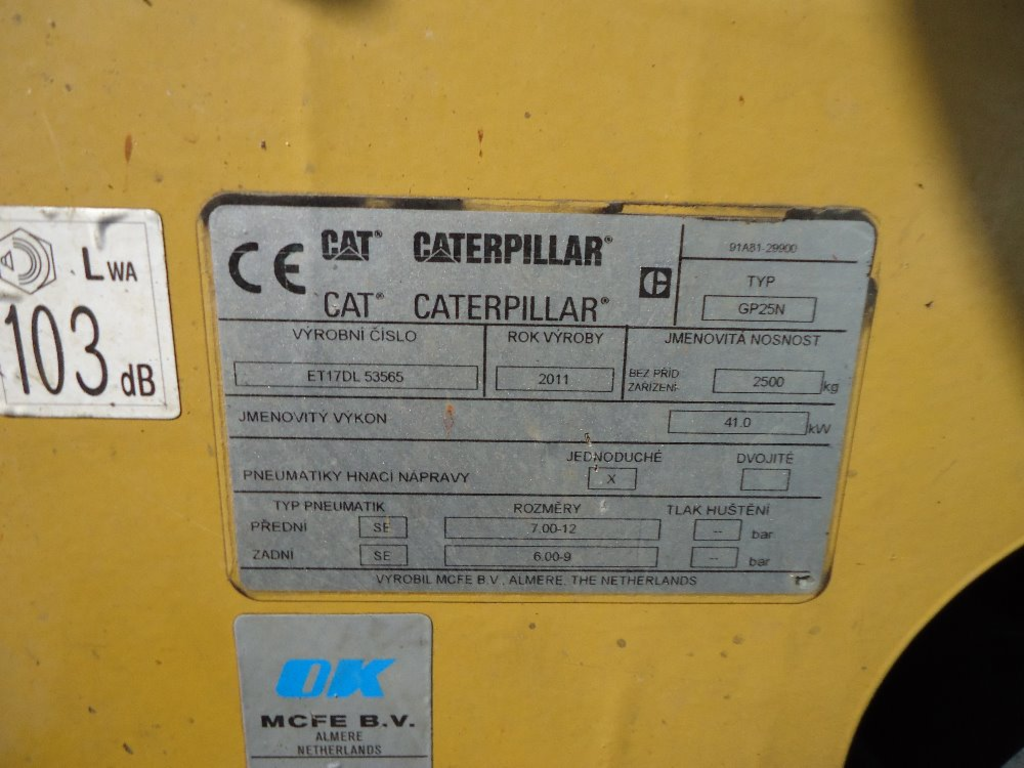 LWA
103 dB
CE CAT® CATERPILLAR®
CAT® CATERPILLAR®
91A81-29900
TYP
GP25N
VÝROBNÍ ČÍSLO ROK VÝROBY JMENOVITÁ NOSNOST
ET17DL 53565 2011 BEZ PŘÍD. ZAŘÍZENÍ 2500 kg
JMENOVITÝ VÝKON 41.0 kW
JEDNODUCHÉ DVOJITÉ
PNEUMATIKY HNACÍ NÁPRAVY X
TYP PNEUMATIK ROZMĚRY TLAK HUŠTĚNÍ
PŘEDNÍ SE 7.00-12 -- bar
ZADNÍ SE 6.00-9 -- bar
VYROBIL MCFE B.V., ALMERE, THE NETHERLANDS
OK
MCFE B.V.
ALMERE
NETHERLANDS